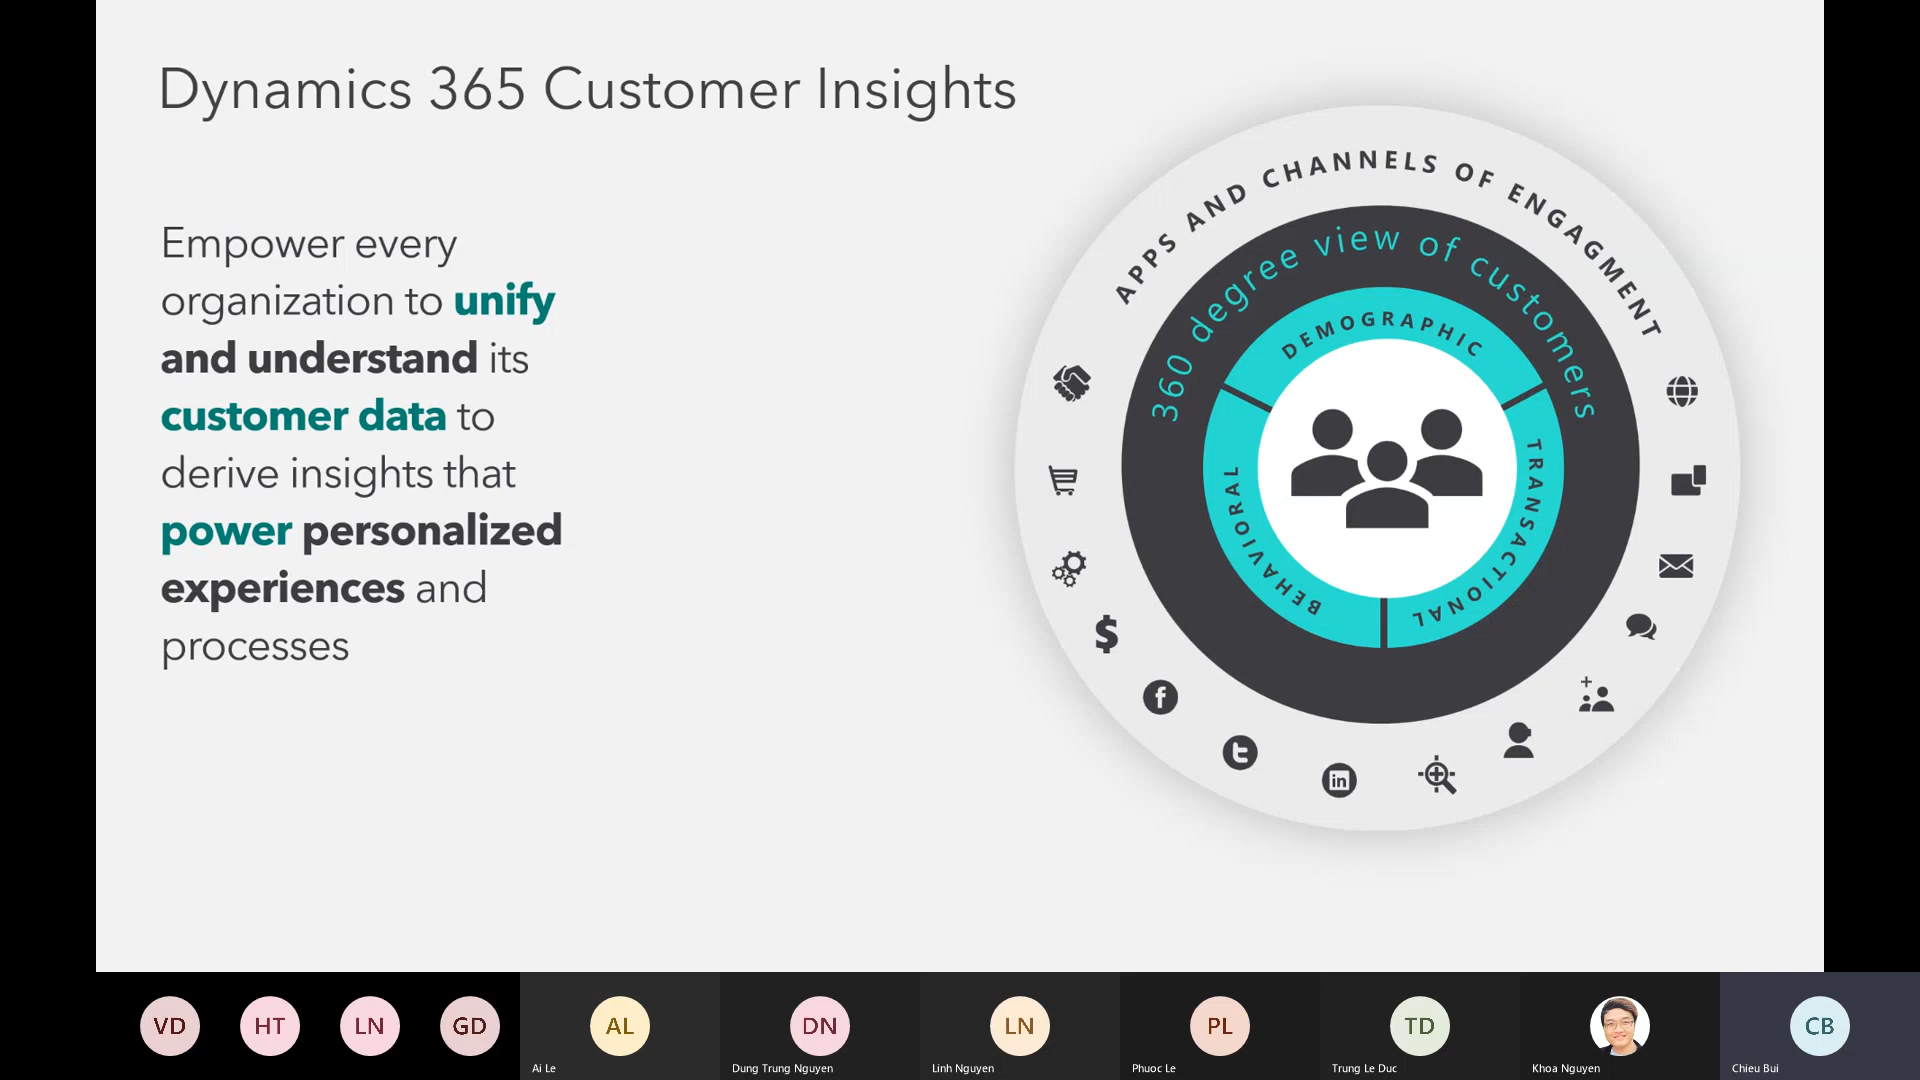 Dynamics 365 Customer Insights
Empower every
organization to unify
and understand its
customer data to
derive insights that
power personalized
experiences and
processes
APPS AND CHANNELS OF ENGAGMENT
360 degree view of customers
DEMOGRAPHIC
BEHAVIORAL
TRANSACTIONAL
$
f
t
in
VD
HT
LN
GD
AL
DN
LN
PL
TD
CB
Ai Le
Dung Trung Nguyen
Linh Nguyen
Phuoc Le
Trung Le Duc
Khoa Nguyen
Chieu Bui